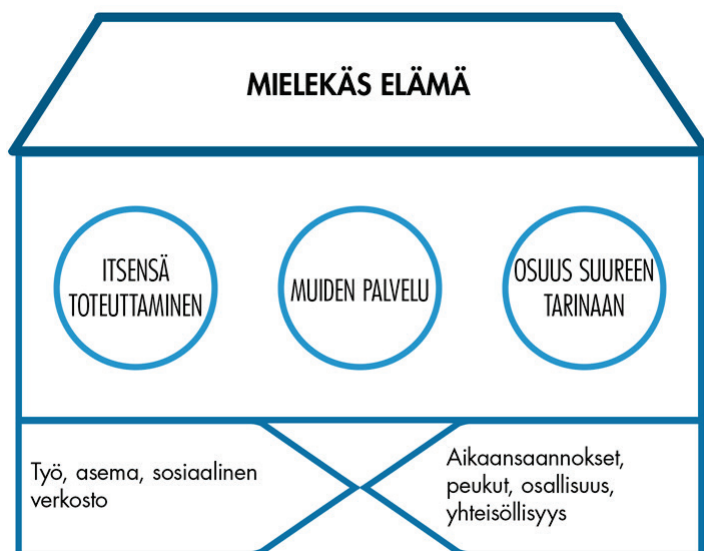 MIELEKÄS ELÄMÄ
ITSENSÄ
TOTEUTTAMINEN
MUIDEN PALVELU
OSUUS SUUREEN
TARINAAN
Työ, asema, sosiaalinen
verkosto
Aikaansaannokset,
peukut, osallisuus,
yhteisöllisyys